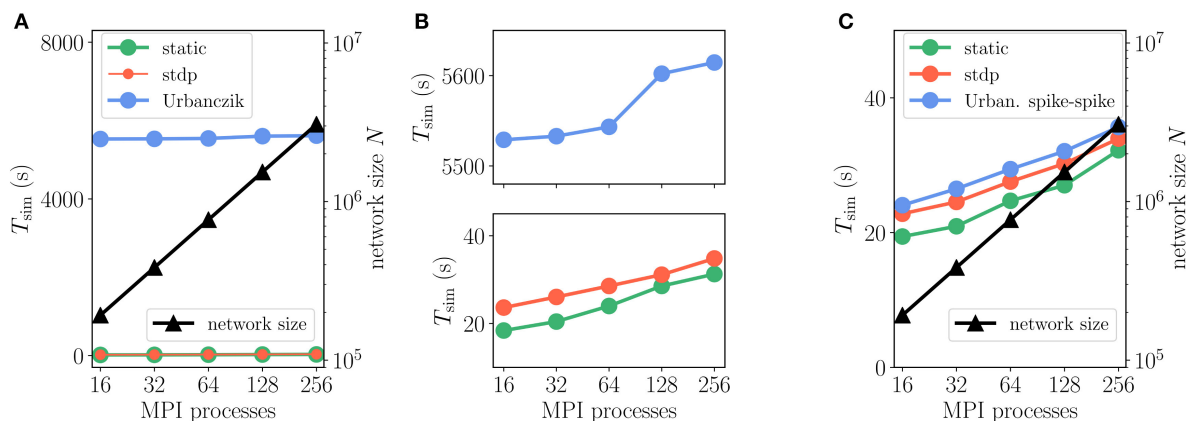 A
8000
4000
0
T_sim (s)
static
stdp
Urbanczik
network size
10^7
10^6
10^5
network size N
16 32 64 128 256
MPI processes
B
5600
5500
T_sim (s)
40
20
T_sim (s)
16 32 64 128 256
MPI processes
C
40
20
0
T_sim (s)
static
stdp
Urban. spike-spike
network size
10^7
10^6
10^5
network size N
16 32 64 128 256
MPI processes